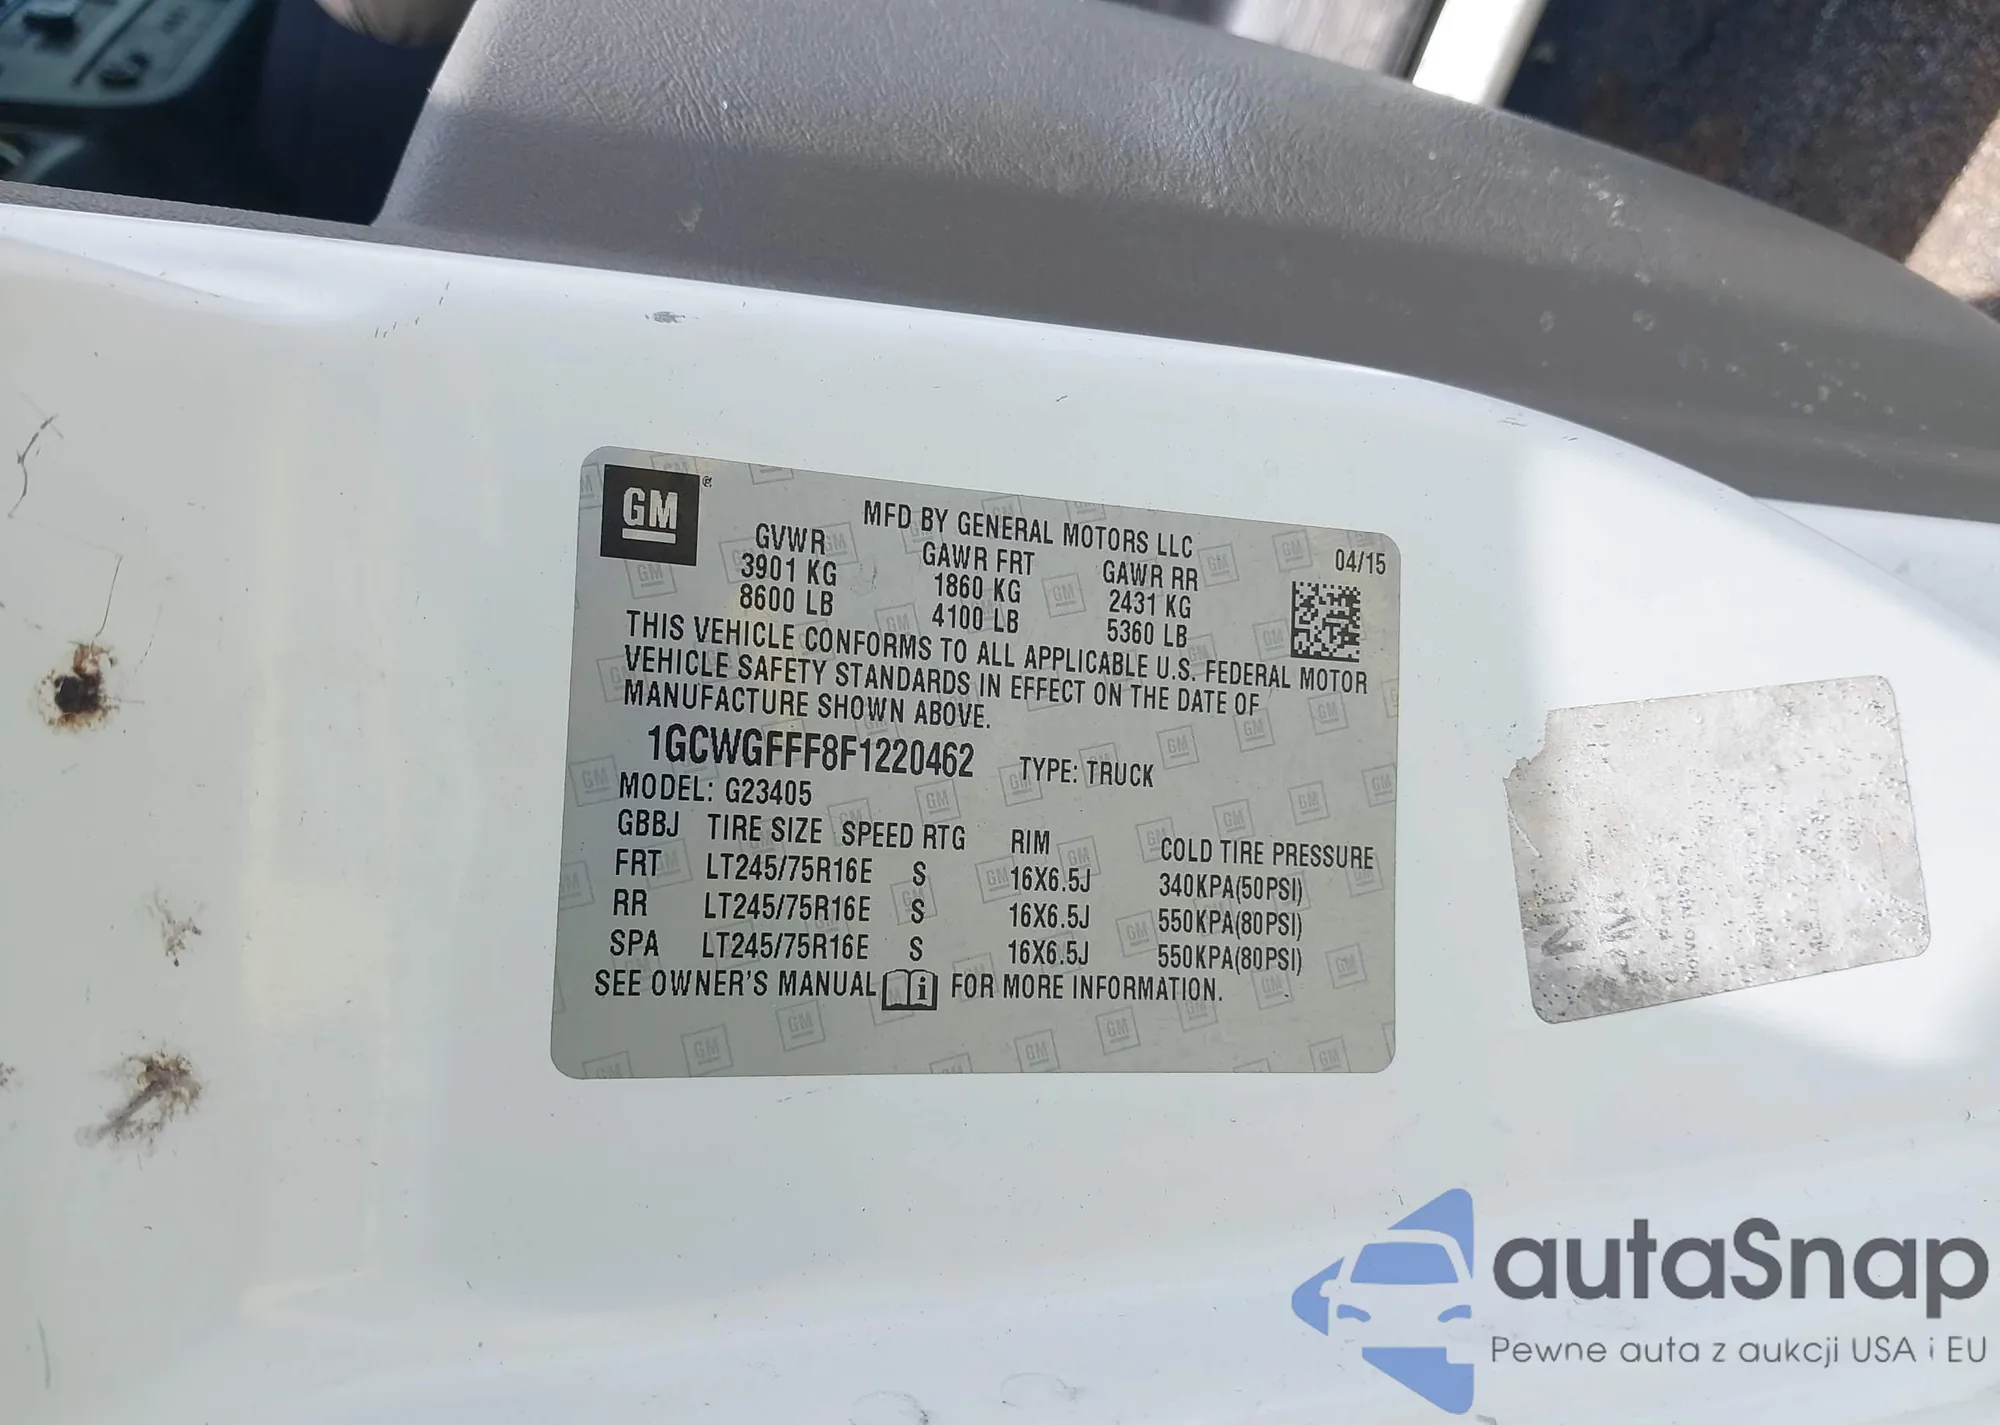 GM
MFD BY GENERAL MOTORS LLC
04/15
GVWR GAWR FRT GAWR RR
3901 KG 1860 KG 2431 KG
8600 LB 4100 LB 5360 LB
THIS VEHICLE CONFORMS TO ALL APPLICABLE U.S. FEDERAL MOTOR
VEHICLE SAFETY STANDARDS IN EFFECT ON THE DATE OF
MANUFACTURE SHOWN ABOVE.
1GCWGFFF8F1220462 TYPE: TRUCK
MODEL: G23405
GBBJ TIRE SIZE SPEED RTG RIM COLD TIRE PRESSURE
FRT LT245/75R16E S 16X6.5J 340KPA(50PSI)
RR LT245/75R16E S 16X6.5J 550KPA(80PSI)
SPA LT245/75R16E S 16X6.5J 550KPA(80PSI)
SEE OWNER'S MANUAL i FOR MORE INFORMATION.
autaSnap
Pewne auta z aukcji USA i EU